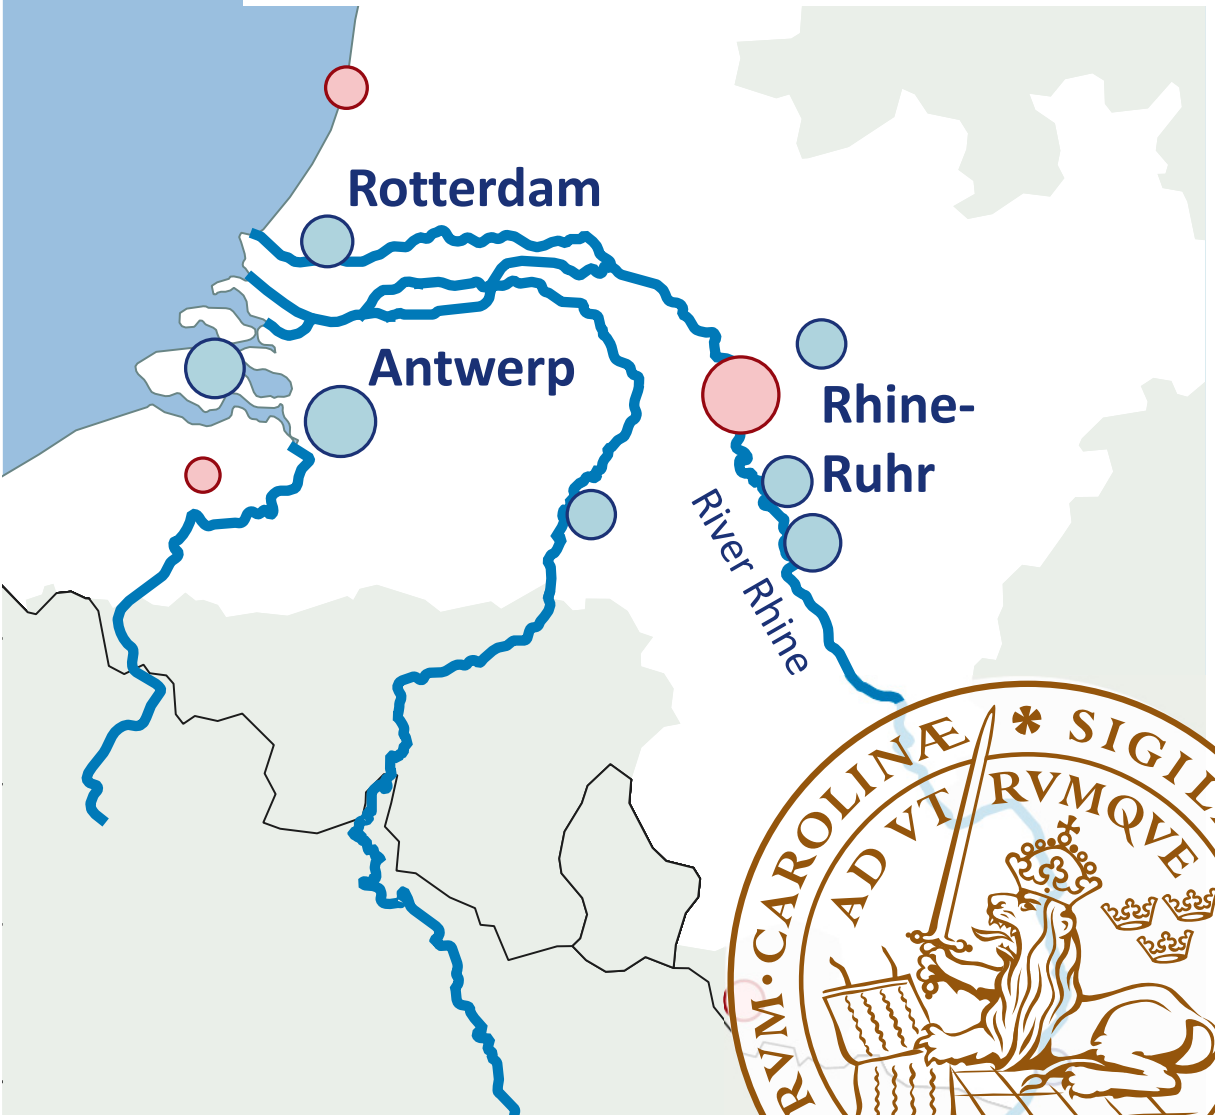 Rotterdam
Antwerp
Rhine-
Ruhr
River Rhine
RVM · CAROLINÆ * SIGIL
AD VT RVMQVE